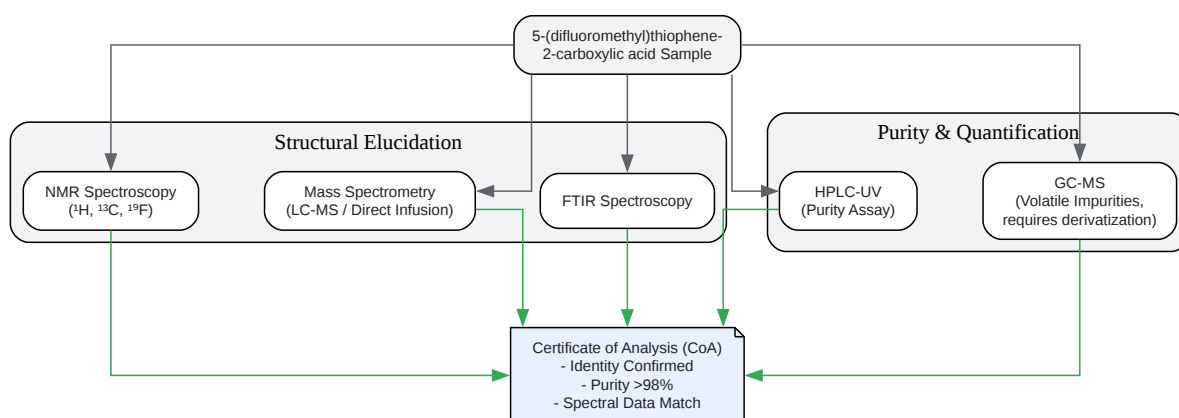 5-(difluoromethyl)thiophene-
2-carboxylic acid Sample
Structural Elucidation
Purity & Quantification
NMR Spectroscopy
(¹H, ¹³C, ¹⁹F)
Mass Spectrometry
(LC-MS / Direct Infusion)
FTIR Spectroscopy
HPLC-UV
(Purity Assay)
GC-MS
(Volatile Impurities,
requires derivatization)
Certificate of Analysis (CoA)
- Identity Confirmed
- Purity >98%
- Spectral Data Match